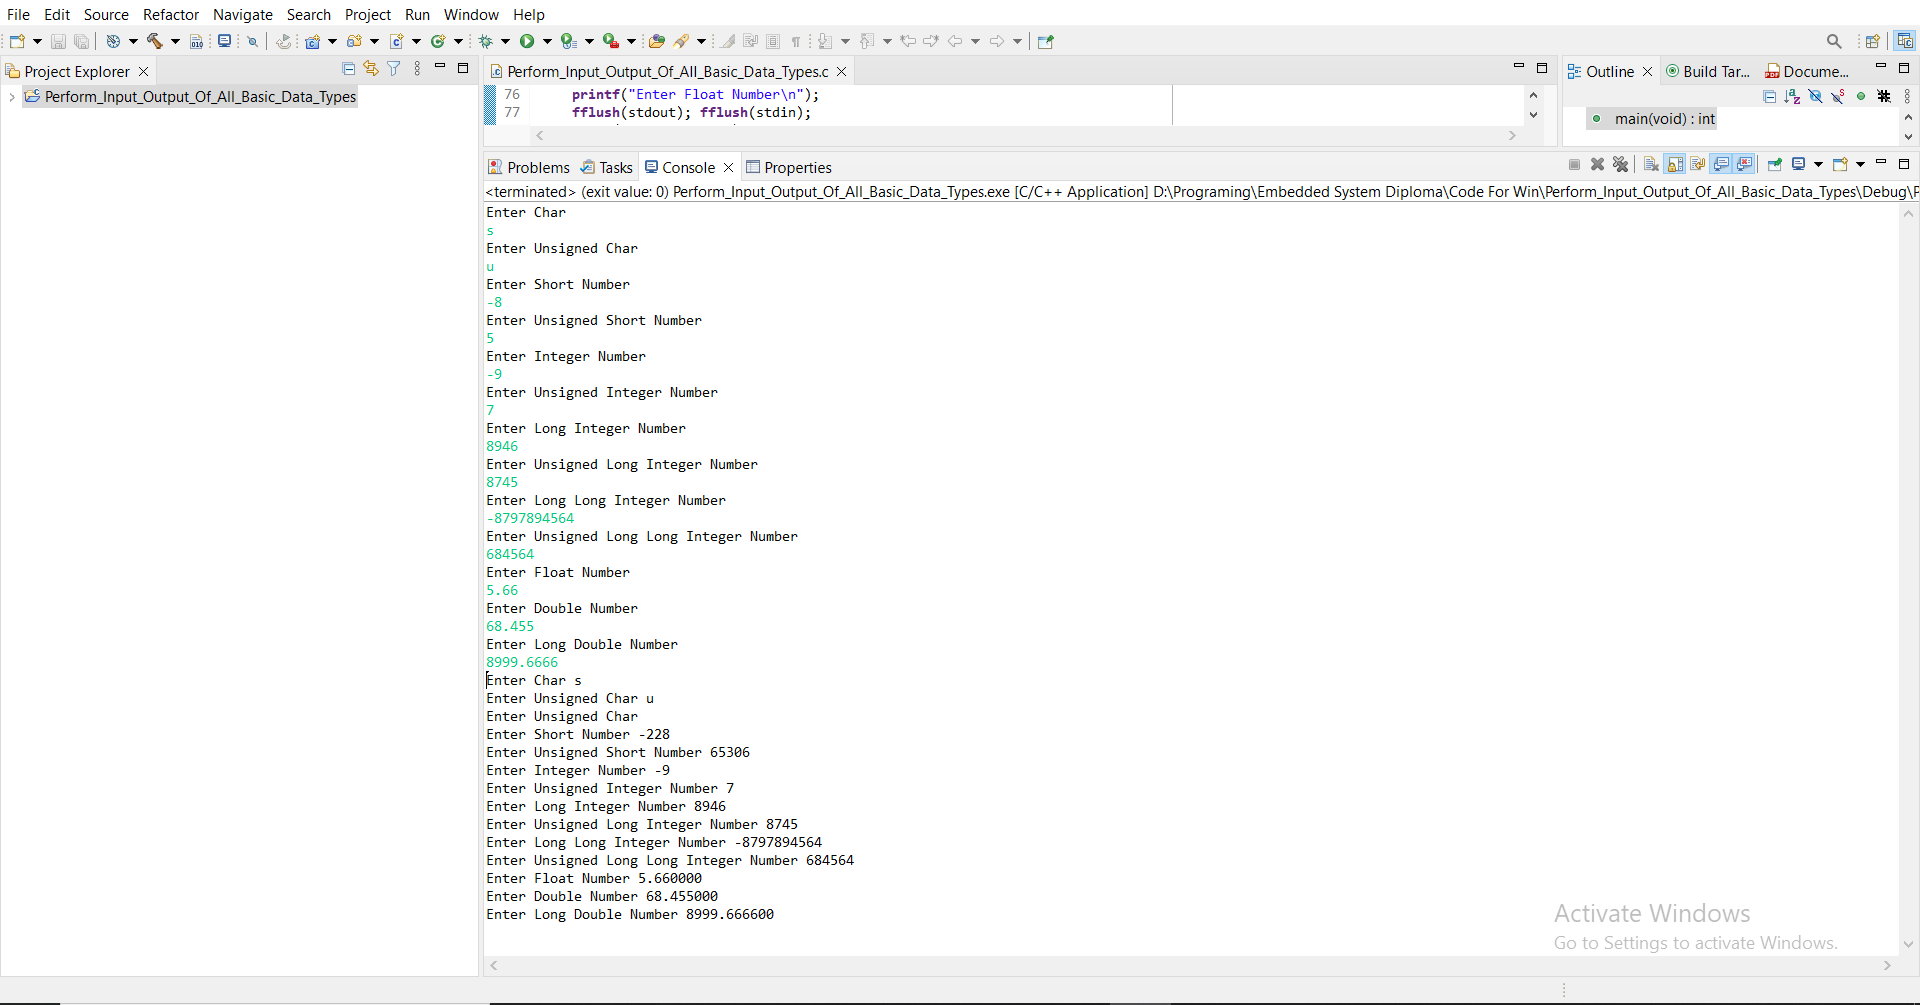 File Edit Source Refactor Navigate Search Project Run Window Help
Project Explorer
Perform_Input_Output_Of_All_Basic_Data_Types
Perform_Input_Output_Of_All_Basic_Data_Types.c
76 printf("Enter Float Number\n");
77 fflush(stdout); fflush(stdin);
Outline Build Tar... Docume...
main(void) : int
Problems Tasks Console Properties
<terminated> (exit value: 0) Perform_Input_Output_Of_All_Basic_Data_Types.exe [C/C++ Application] D:\Programing\Embedded System Diploma\Code For Win\Perform_Input_Output_Of_All_Basic_Data_Types\Debug\P
Enter Char
s
Enter Unsigned Char
u
Enter Short Number
-8
Enter Unsigned Short Number
5
Enter Integer Number
-9
Enter Unsigned Integer Number
7
Enter Long Integer Number
8946
Enter Unsigned Long Integer Number
8745
Enter Long Long Integer Number
-8797894564
Enter Unsigned Long Long Integer Number
684564
Enter Float Number
5.66
Enter Double Number
68.455
Enter Long Double Number
8999.6666
Enter Char s
Enter Unsigned Char u
Enter Unsigned Char
Enter Short Number -228
Enter Unsigned Short Number 65306
Enter Integer Number -9
Enter Unsigned Integer Number 7
Enter Long Integer Number 8946
Enter Unsigned Long Integer Number 8745
Enter Long Long Integer Number -8797894564
Enter Unsigned Long Long Integer Number 684564
Enter Float Number 5.660000
Enter Double Number 68.455000
Enter Long Double Number 8999.666600
Activate Windows
Go to Settings to activate Windows.